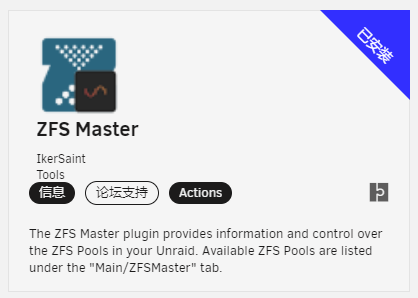 已安装
ZFS Master
IkerSaint
Tools
信息 论坛支持 Actions
The ZFS Master plugin provides information and control over
the ZFS Pools in your Unraid. Available ZFS Pools are listed
under the "Main/ZFSMaster" tab.